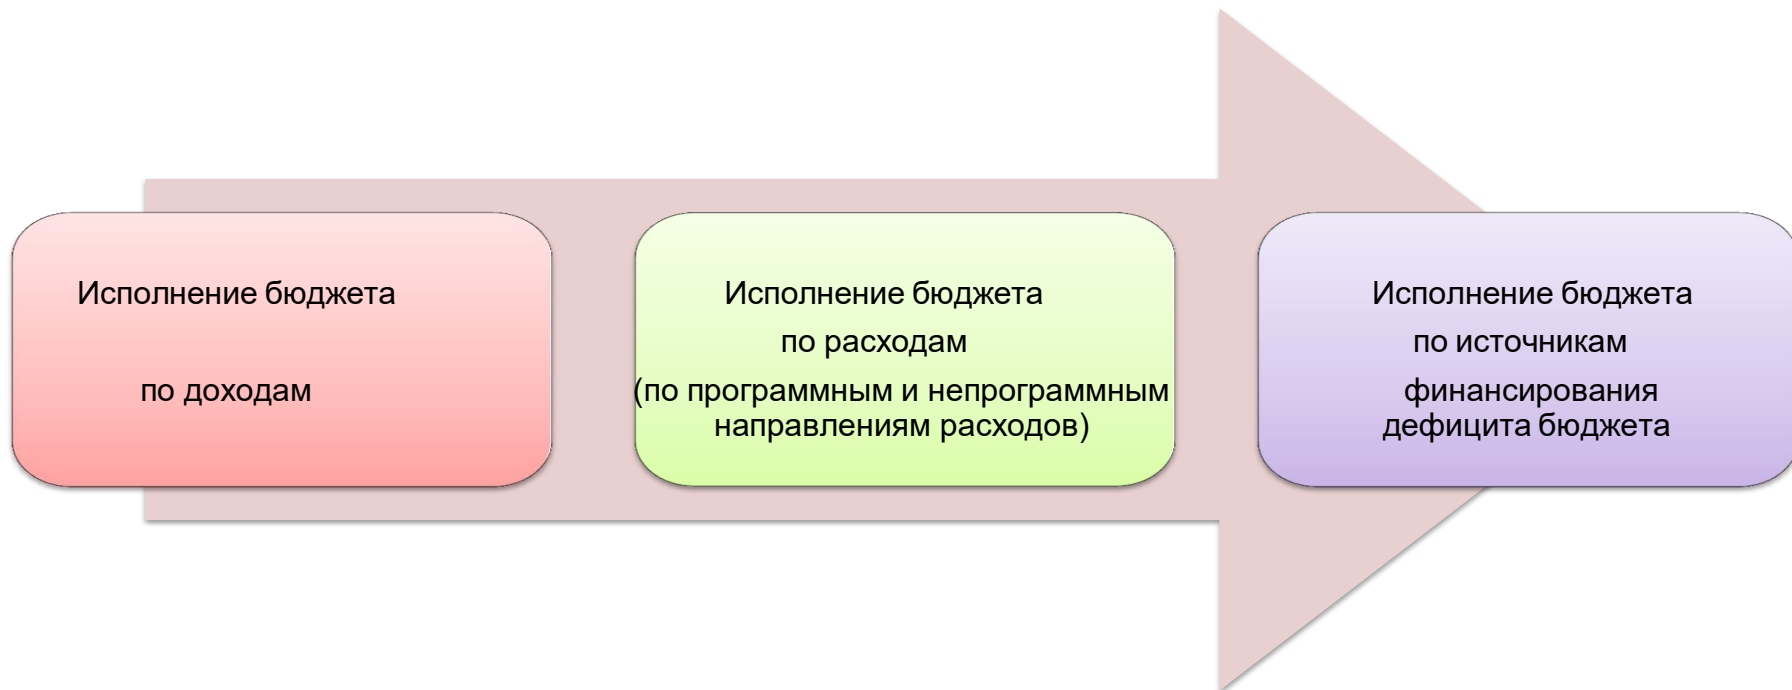 Исполнение бюджета
по доходам
Исполнение бюджета
по расходам
(по программным и непрограммным
направлениям расходов)
Исполнение бюджета
по источникам
финансирования
дефицита бюджета